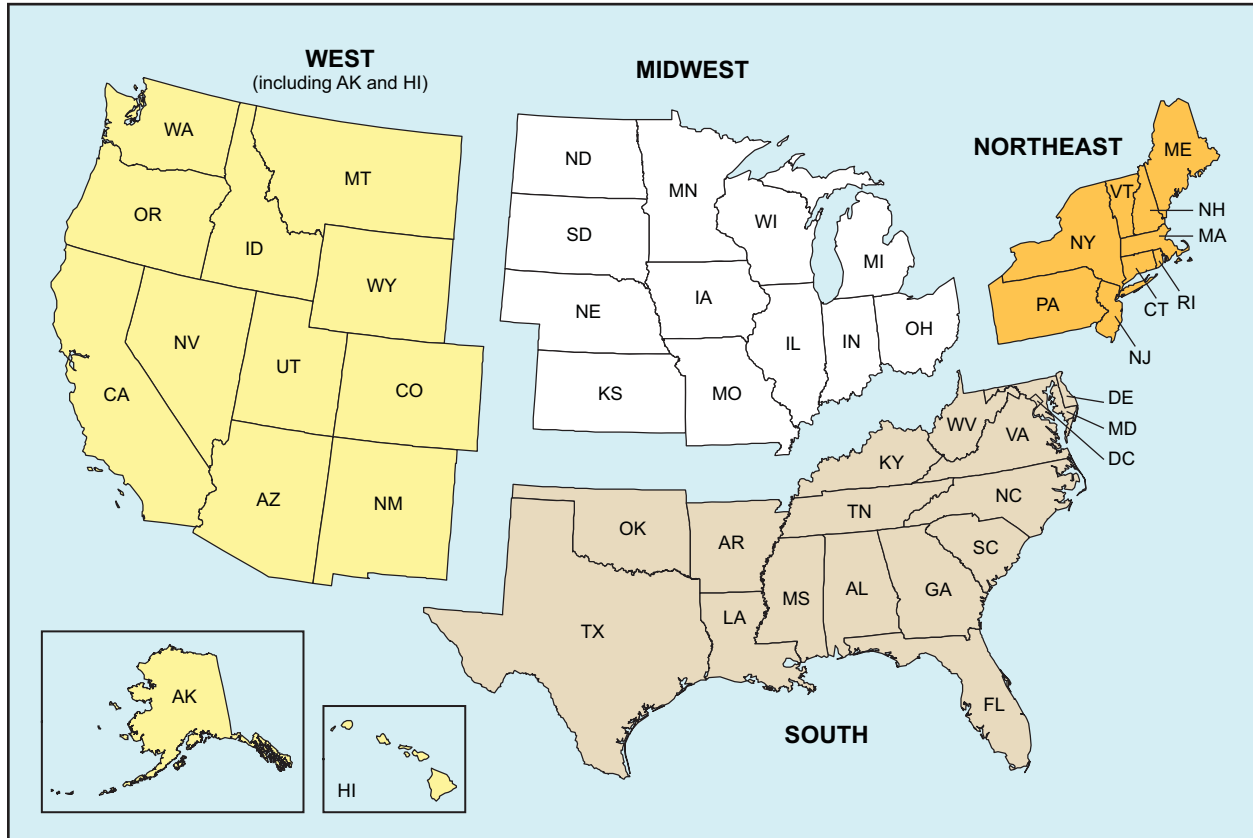 WEST
(including AK and HI)
WA
MT
OR
ID
WY
NV
UT
CO
CA
AZ
NM
AK
HI
MIDWEST
ND
MN
SD
WI
MI
NE
IA
IL
IN
OH
KS
MO
NORTHEAST
ME
VT
NH
NY
MA
PA
CT
RI
NJ
DE
MD
DC
WV
VA
KY
NC
TN
OK
AR
SC
MS
AL
GA
LA
TX
FL
SOUTH